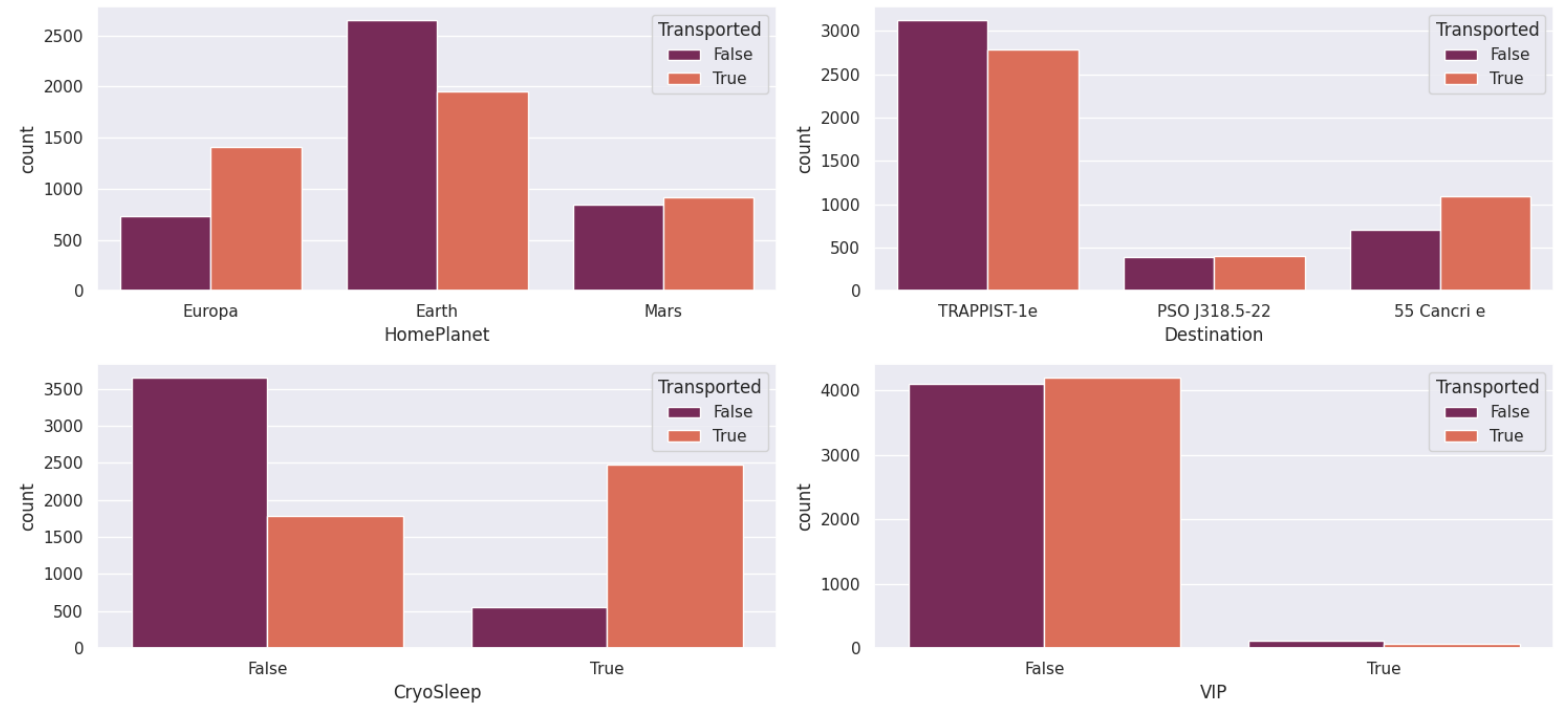 2500
2000
1500
1000
500
0
count
Europa
Earth
Mars
HomePlanet
Transported
False
True
3000
2500
2000
1500
1000
500
0
count
TRAPPIST-1e
PSO J318.5-22
55 Cancri e
Destination
Transported
False
True
3500
3000
2500
2000
1500
1000
500
0
count
False
True
CryoSleep
Transported
False
True
4000
3000
2000
1000
0
count
False
True
VIP
Transported
False
True